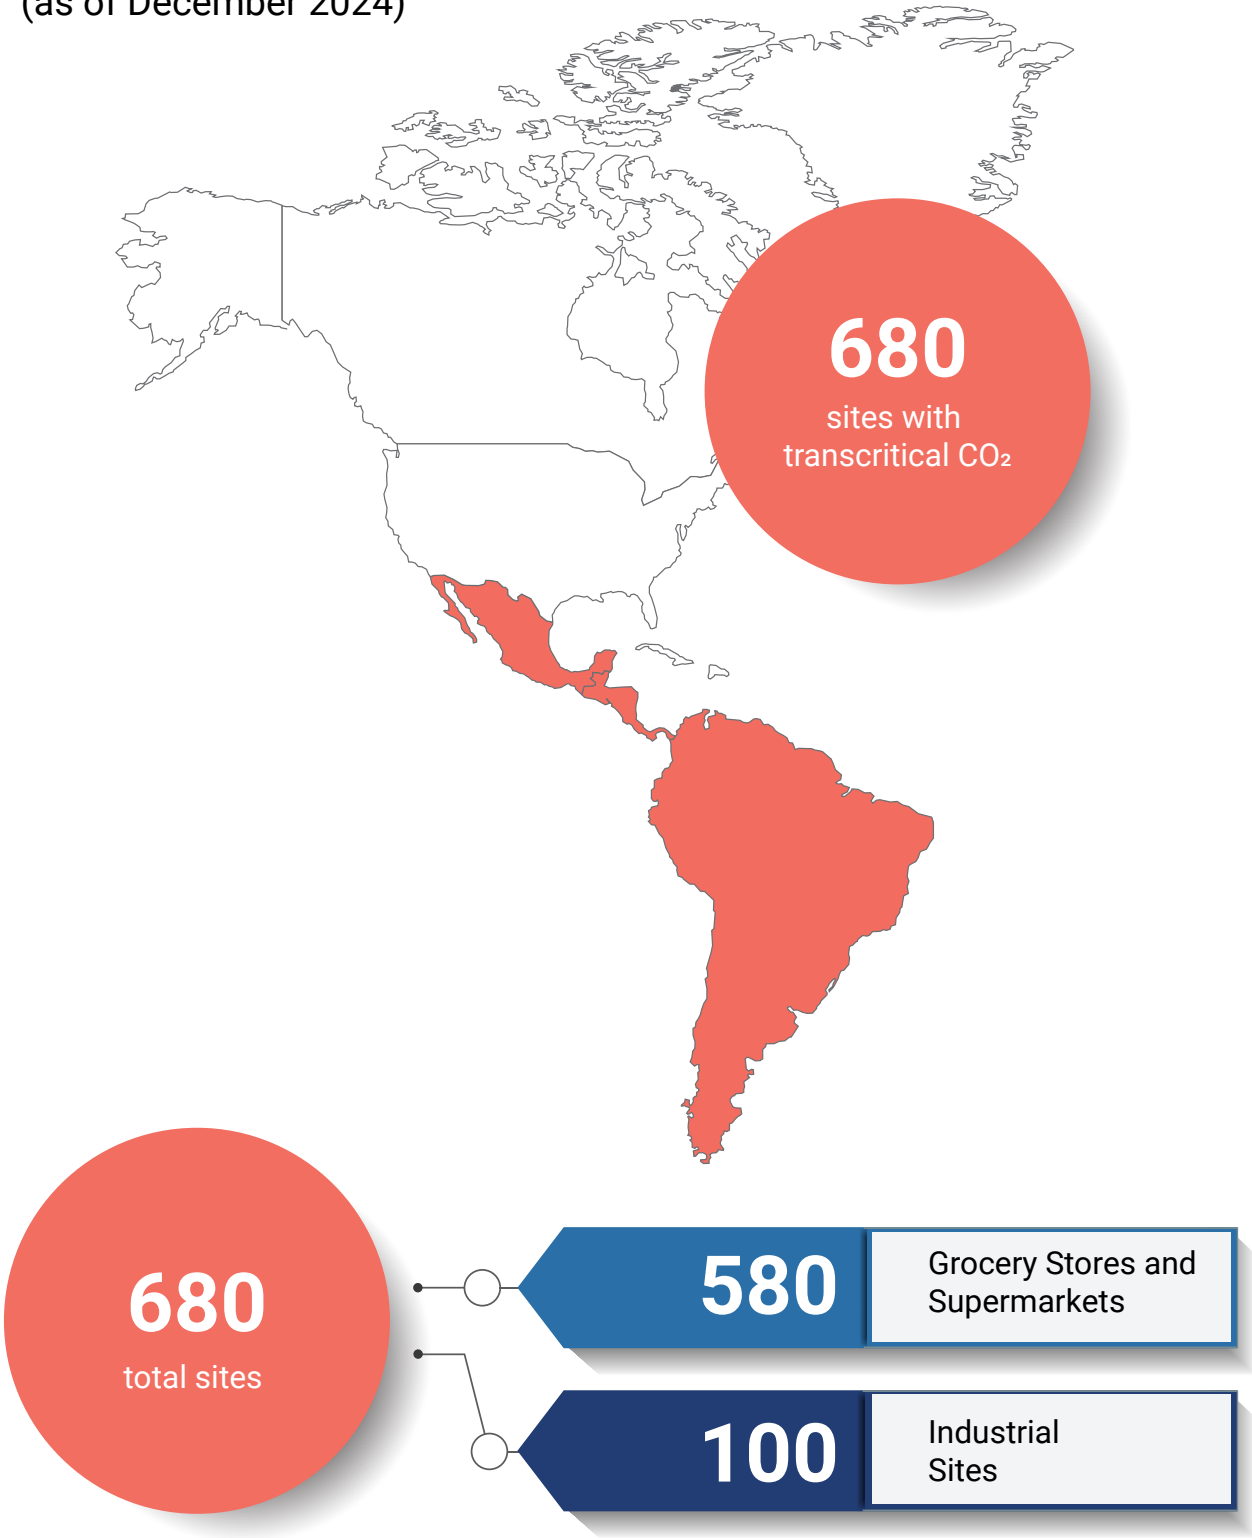 (as of December 2024)
680
sites with
transcritical CO₂
680
total sites
580
Grocery Stores and
Supermarkets
100
Industrial
Sites